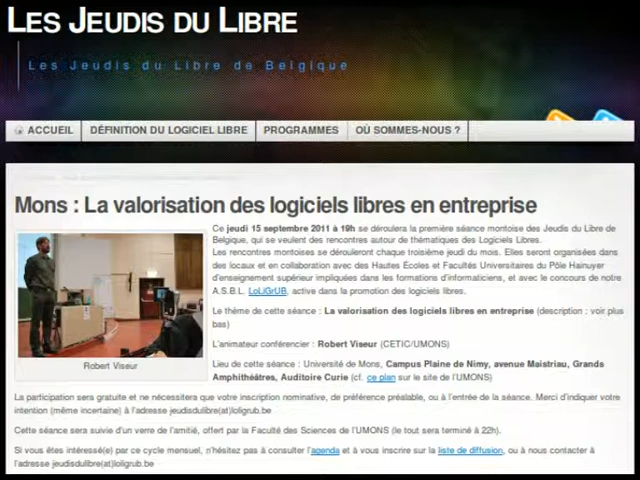 LES JEUDIS DU LIBRE
Les Jeudis du Libre de Belgique
ACCUEIL DÉFINITION DU LOGICIEL LIBRE PROGRAMMES OÙ SOMMES-NOUS ?
Mons : La valorisation des logiciels libres en entreprise
Ce jeudi 15 septembre 2011 à 19h se déroulera la première séance montoise des Jeudis du Libre de
Belgique, qui se veulent des rencontres autour de thématiques des Logiciels Libres.
Les rencontres montoises se dérouleront chaque troisième jeudi du mois. Elles seront organisées dans
des locaux et en collaboration avec des Hautes Ecoles et Facultés Universitaires du Pôle Hainuyer
d'enseignement supérieur impliquées dans les formations d'informaticiens, et avec le concours de notre
A.S.B.L. LoLiGrUB, active dans la promotion des logiciels libres.
Le thème de cette séance : La valorisation des logiciels libres en entreprise (description : voir plus
bas)
L'animateur conférencier : Robert Viseur (CETIC/UMONS)
Robert Viseur
Lieu de cette séance : Université de Mons, Campus Plaine de Nimy, avenue Maistriau, Grands
Amphithéâtres, Auditoire Curie (cf. ce plan sur le site de l'UMONS)
La participation sera gratuite et ne nécessitera que votre inscription nominative, de préférence préalable, ou à l'entrée de la séance. Merci d'indiquer votre
intention (même incertaine) à l'adresse jeudisdulibre(at)loligrub.be
Cette séance sera suivie d'un verre de l'amitié, offert par la Faculté des Sciences de l'UMONS (le tout sera terminé à 22h).
Si vous êtes intéressé(e) par ce cycle mensuel, n'hésitez pas à consulter l'agenda et à vous inscrire sur la liste de diffusion, ou à nous contacter à
l'adresse jeudisdulibre(at)loligrub.be